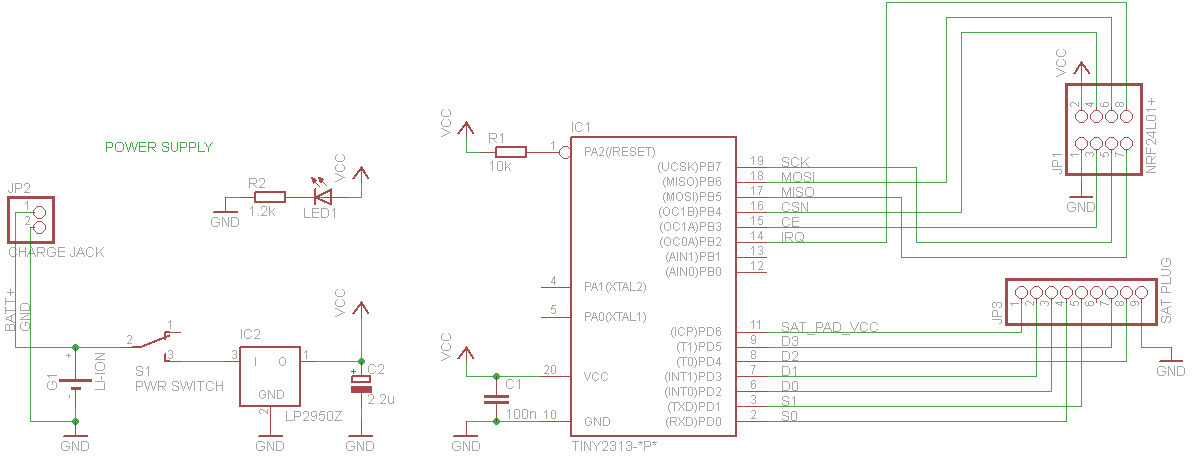 POWER SUPPLY
JP2
1
2
CHARGE JACK
BATT+
GND
+
-
G1
LI-ION
GND
2
1
3
S1
PWR SWITCH
R2
1.2k
GND
LED1
VCC
IC2
3
I
O
1
GND
2
LP2950Z
GND
VCC
+
C2
2.2u
GND
VCC
R1
10k
1
IC1
PA2(/RESET)
(UCSK)PB7
19
SCK
(MISO)PB6
18
MOSI
(MOSI)PB5
17
MISO
(OC1B)PB4
16
CSN
(OC1A)PB3
15
CE
(OC0A)PB2
14
IRQ
(AIN1)PB1
13
(AIN0)PB0
12
4
PA1(XTAL2)
5
PA0(XTAL1)
(ICP)PD6
11
SAT_PAD_VCC
(T1)PD5
9
D3
(T0)PD4
8
D2
(INT1)PD3
7
D1
(INT0)PD2
6
D0
(TXD)PD1
3
S1
(RXD)PD0
2
S0
VCC
20
VCC
C1
100n
10
GND
GND
TINY2313-*P*
VCC
2
4
6
8
1
3
5
7
JP1
NRF24L01+
GND
JP3
1
2
3
4
5
6
7
8
9
SAT PLUG
GND